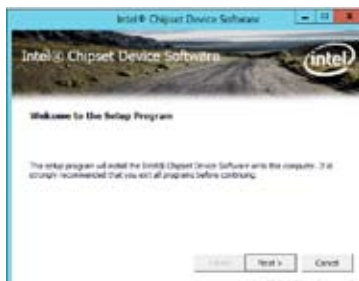 Intel® Chipset Device Software
Intel® Chipset Device Software
intel
Welcome to the Setup Program
The setup program will install the Intel® Chipset Device Software onto this computer. It is
strongly recommended that you exit all programs before continuing.
Next > Cancel